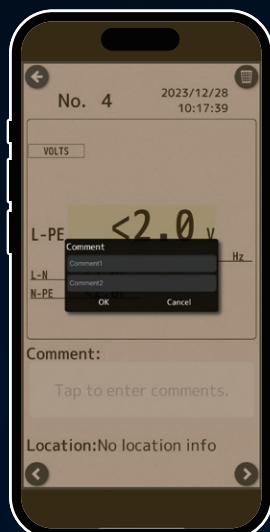 No. 4
2023/12/28
10:17:39
VOLTS
L-PE
<2.0 V
Hz
Comment
Comment1
L-N
Comment2
N-PE
OK Cancel
Comment:
Tap to enter comments.
Location:No location info